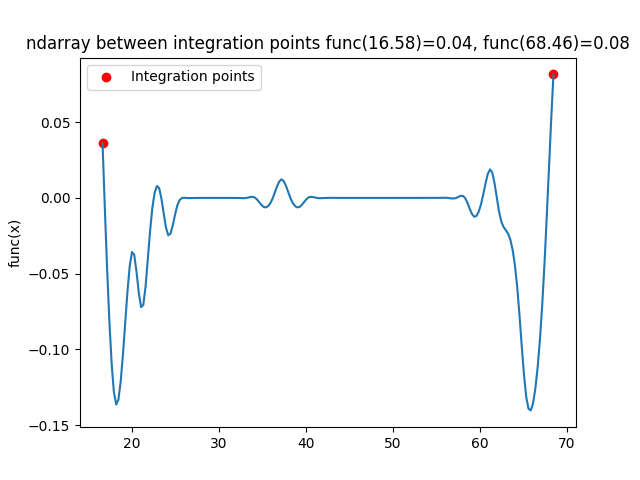 ndarray between integration points func(16.58)=0.04, func(68.46)=0.08
Integration points
func(x)
0.05
0.00
−0.05
−0.10
−0.15
20 30 40 50 60 70